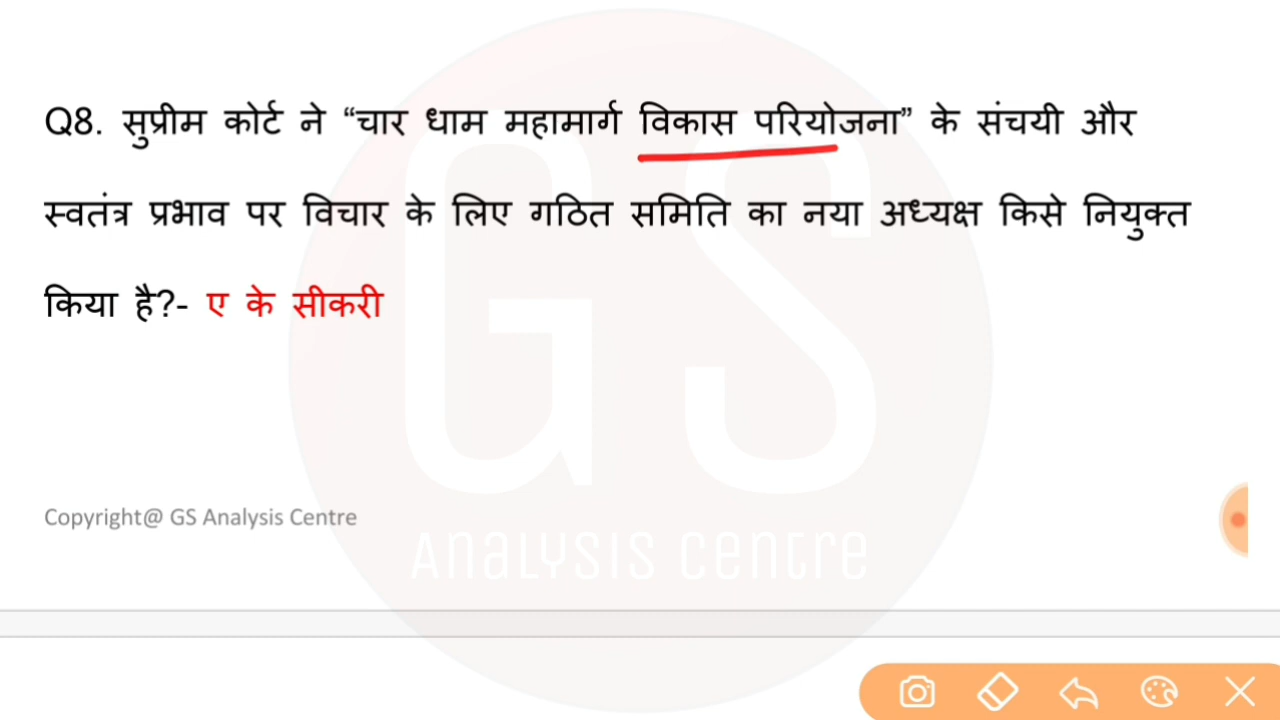 Q8. सुप्रीम कोर्ट ने “चार धाम महामार्ग विकास परियोजना” के संचयी और
स्वतंत्र प्रभाव पर विचार के लिए गठित समिति का नया अध्यक्ष किसे नियुक्त
किया है?- ए के सीकरी
GS
Copyright@ GS Analysis Centre
Analysis Centre